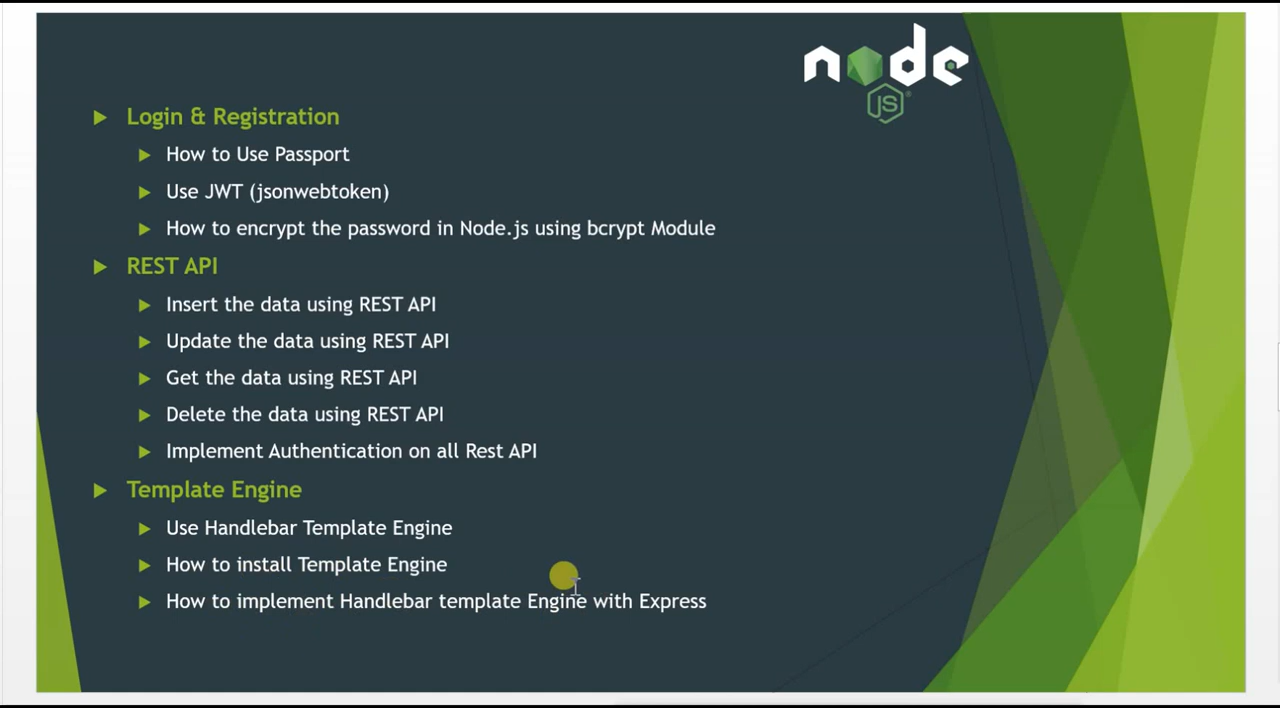 node
JS
Login & Registration
How to Use Passport
Use JWT (jsonwebtoken)
How to encrypt the password in Node.js using bcrypt Module
REST API
Insert the data using REST API
Update the data using REST API
Get the data using REST API
Delete the data using REST API
Implement Authentication on all Rest API
Template Engine
Use Handlebar Template Engine
How to install Template Engine
How to implement Handlebar template Engine with Express